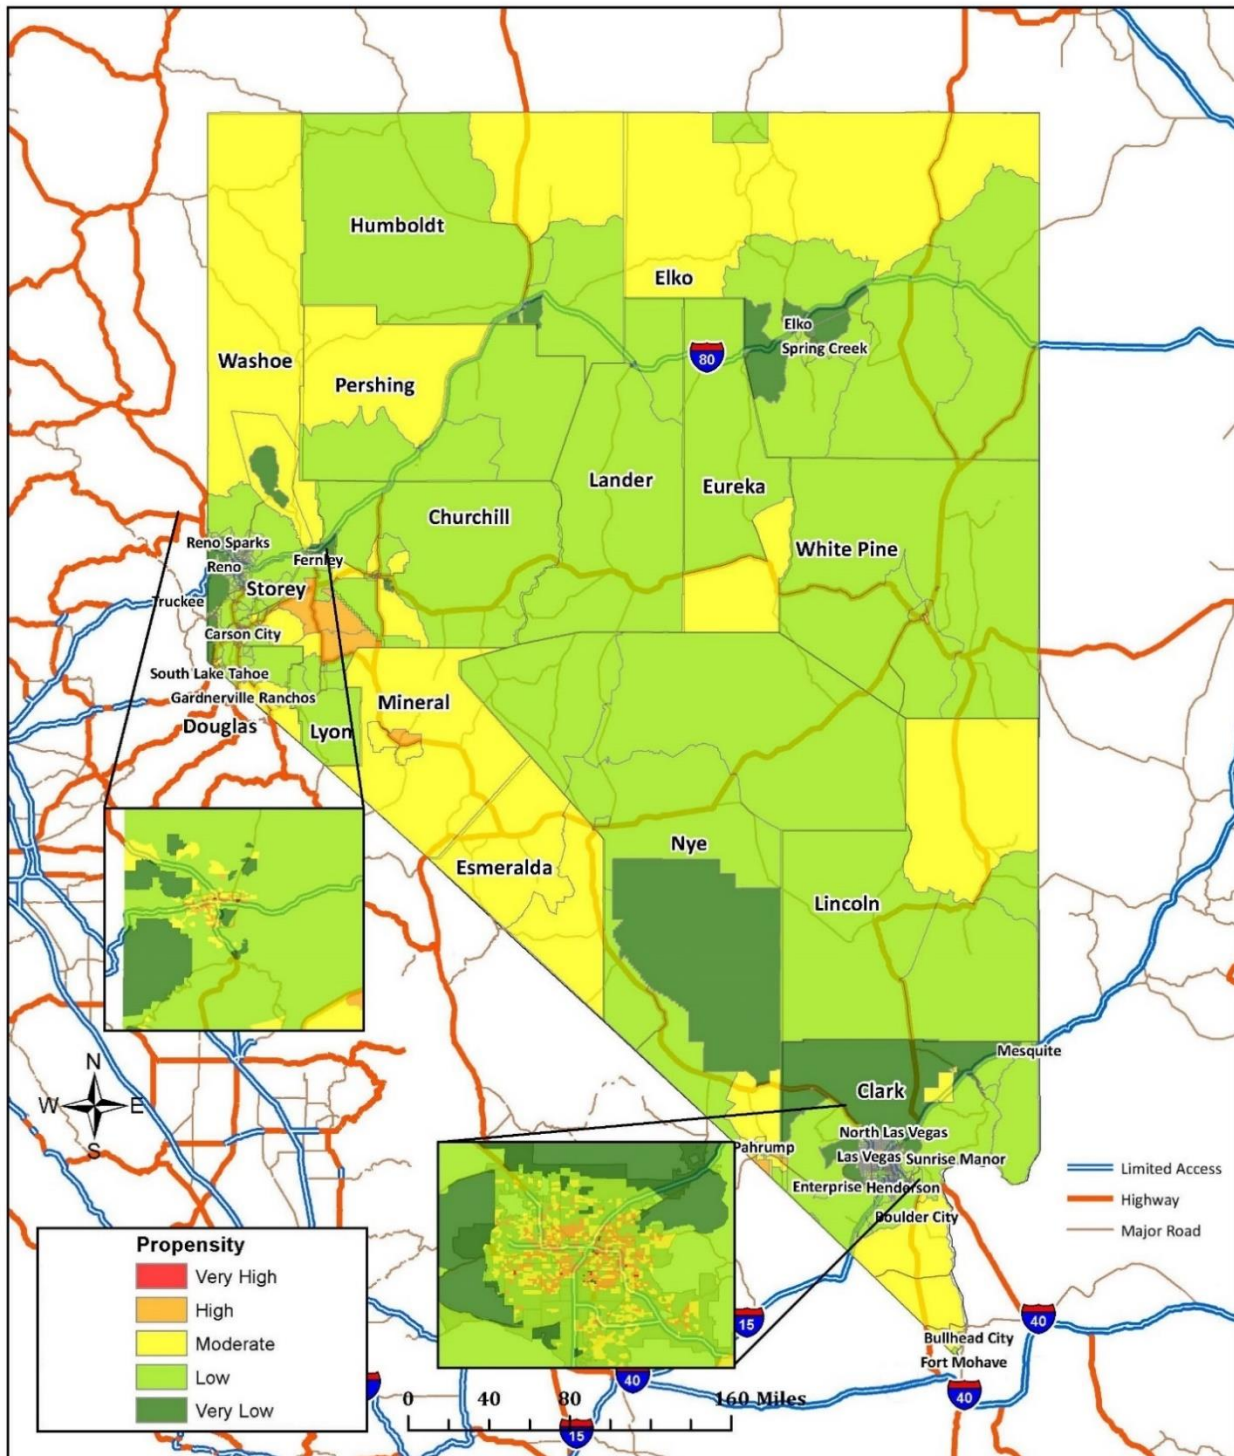 Humboldt
Elko
Washoe
Elko
Spring Creek
80
Pershing
Lander
Eureka
Churchill
White Pine
Reno Sparks
Reno
Fernley
Storey
Truckee
Carson City
South Lake Tahoe
Gardnerville Ranchos
Douglas
Lyon
Mineral
Nye
Esmeralda
Lincoln
Mesquite
Clark
N
W E
S
North Las Vegas
Pahrump
Las Vegas Sunrise Manor
Enterprise Henderson
Boulder City
Limited Access
Highway
Major Road
Propensity
Very High
High
Moderate
Low
Very Low
15
40
Bullhead City
Fort Mohave
40
40
0 40 80 160 Miles
15